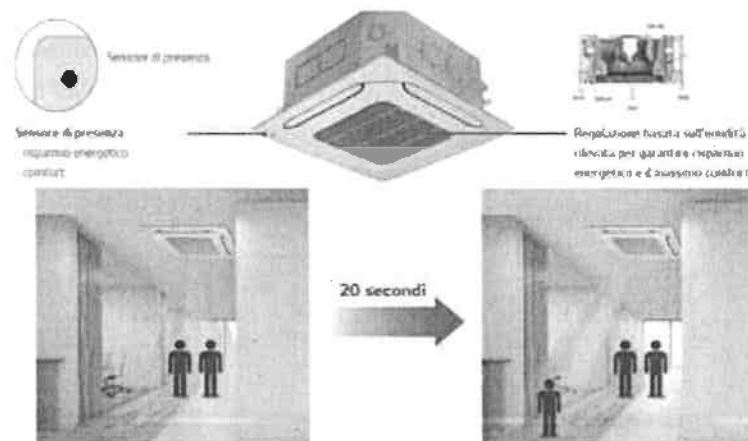 Sensore di presenza
Sensore di presenza
- risparmio energetico
- comfort
Regolazione basata sull'umidità
rilevata per garantire risparmio
energetico e il massimo comfort
20 secondi